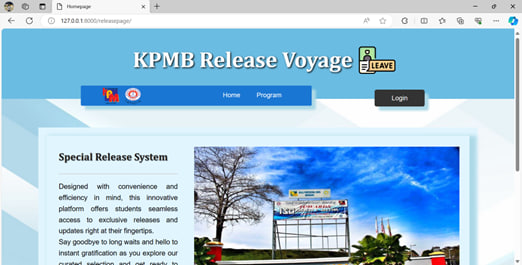 Homepage
127.0.0.1:8000/releasepage/
KPMB Release Voyage
LEAVE
Home Program
Login
Special Release System
Designed with convenience and
efficiency in mind, this innovative
platform offers students seamless
access to exclusive releases and
updates right at their fingertips.
Say goodbye to long waits and hello to
instant gratification as you explore our
curated selection and get ready to